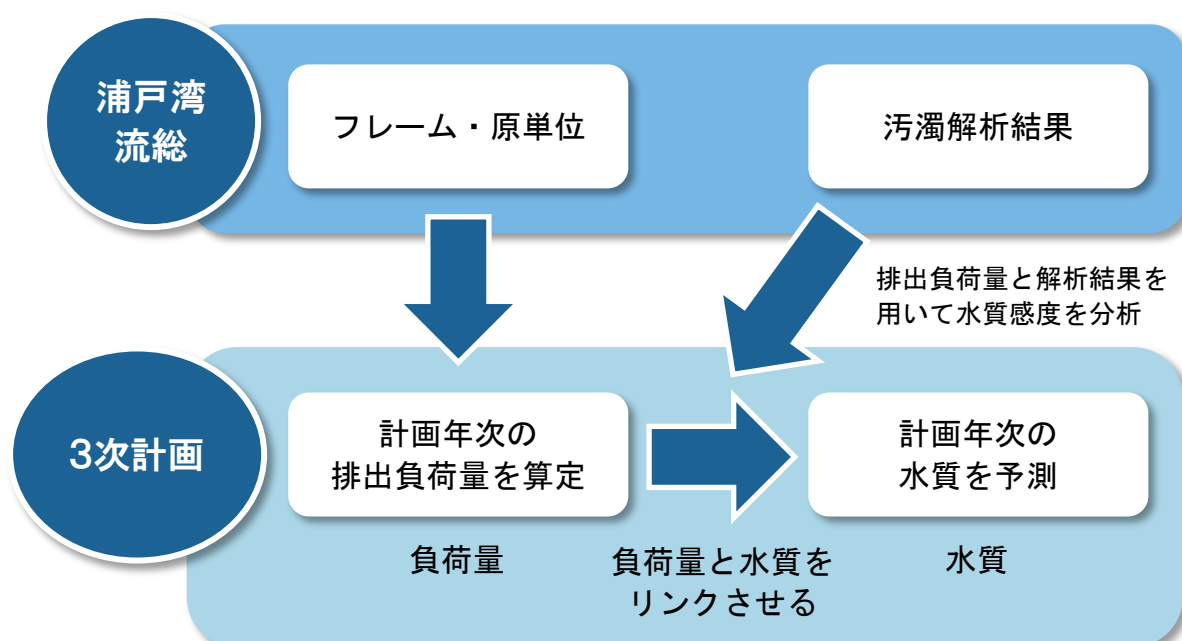 浦戸湾
流総
フレーム・原単位
汚濁解析結果
排出負荷量と解析結果を
用いて水質感度を分析
3次計画
計画年次の
排出負荷量を算定
計画年次の
水質を予測
負荷量
負荷量と水質を
リンクさせる
水質